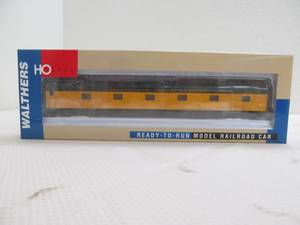 WALTHERS
HO
READY-TO-RUN MODEL RAILROAD CAR